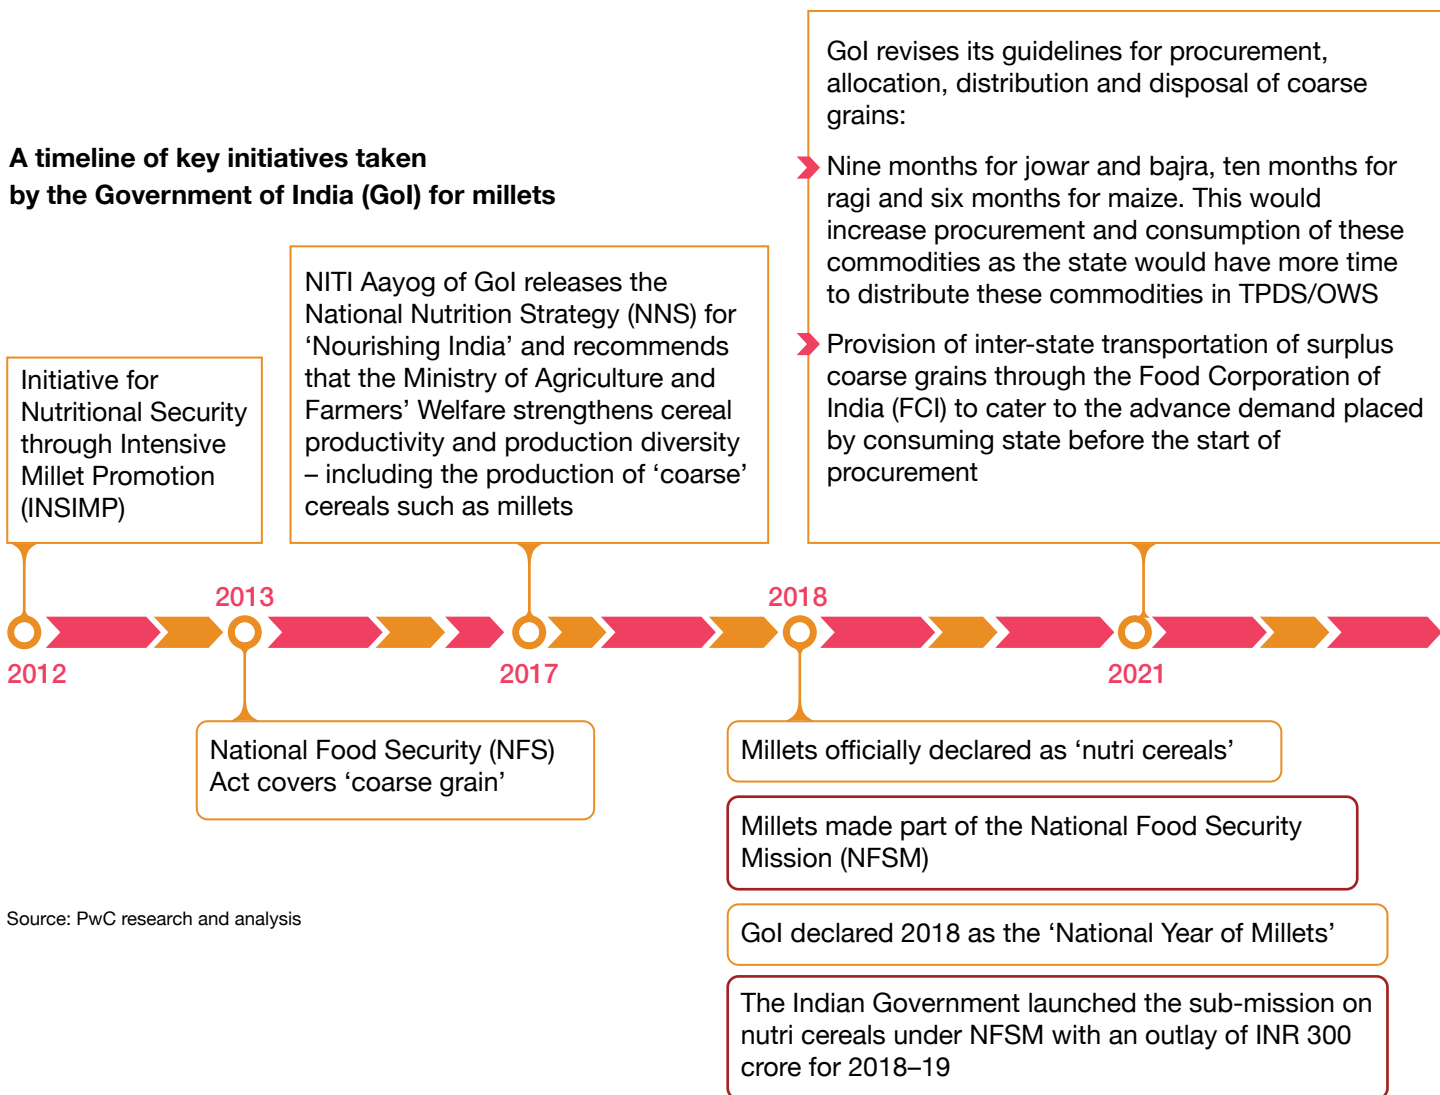 A timeline of key initiatives taken
by the Government of India (GoI) for millets
Initiative for
Nutritional Security
through Intensive
Millet Promotion
(INSIMP)
NITI Aayog of GoI releases the
National Nutrition Strategy (NNS) for
‘Nourishing India’ and recommends
that the Ministry of Agriculture and
Farmers’ Welfare strengthens cereal
productivity and production diversity
– including the production of ‘coarse’
cereals such as millets
GoI revises its guidelines for procurement,
allocation, distribution and disposal of coarse
grains:
Nine months for jowar and bajra, ten months for
ragi and six months for maize. This would
increase procurement and consumption of these
commodities as the state would have more time
to distribute these commodities in TPDS/OWS
Provision of inter-state transportation of surplus
coarse grains through the Food Corporation of
India (FCI) to cater to the advance demand placed
by consuming state before the start of
procurement
2012
2013
2017
2018
2021
National Food Security (NFS)
Act covers ‘coarse grain’
Millets officially declared as ‘nutri cereals’
Millets made part of the National Food Security
Mission (NFSM)
GoI declared 2018 as the ‘National Year of Millets’
The Indian Government launched the sub-mission on
nutri cereals under NFSM with an outlay of INR 300
crore for 2018–19
Source: PwC research and analysis